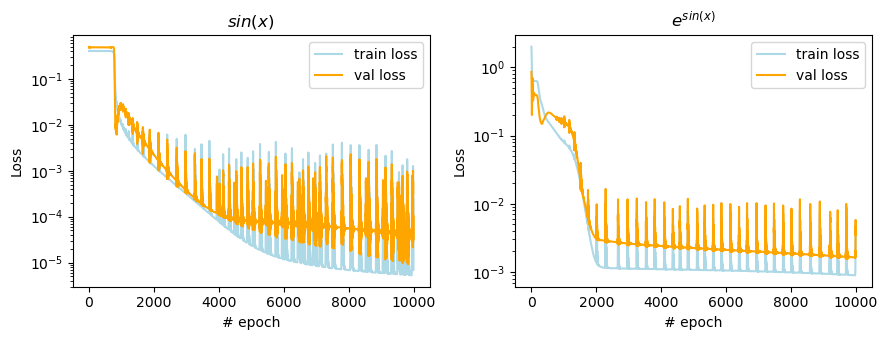 sin(x)
Loss
10⁻¹
10⁻²
10⁻³
10⁻⁴
10⁻⁵
train loss
val loss
0 2000 4000 6000 8000 10000
# epoch
e^{sin(x)}
Loss
10⁰
10⁻¹
10⁻²
10⁻³
train loss
val loss
0 2000 4000 6000 8000 10000
# epoch